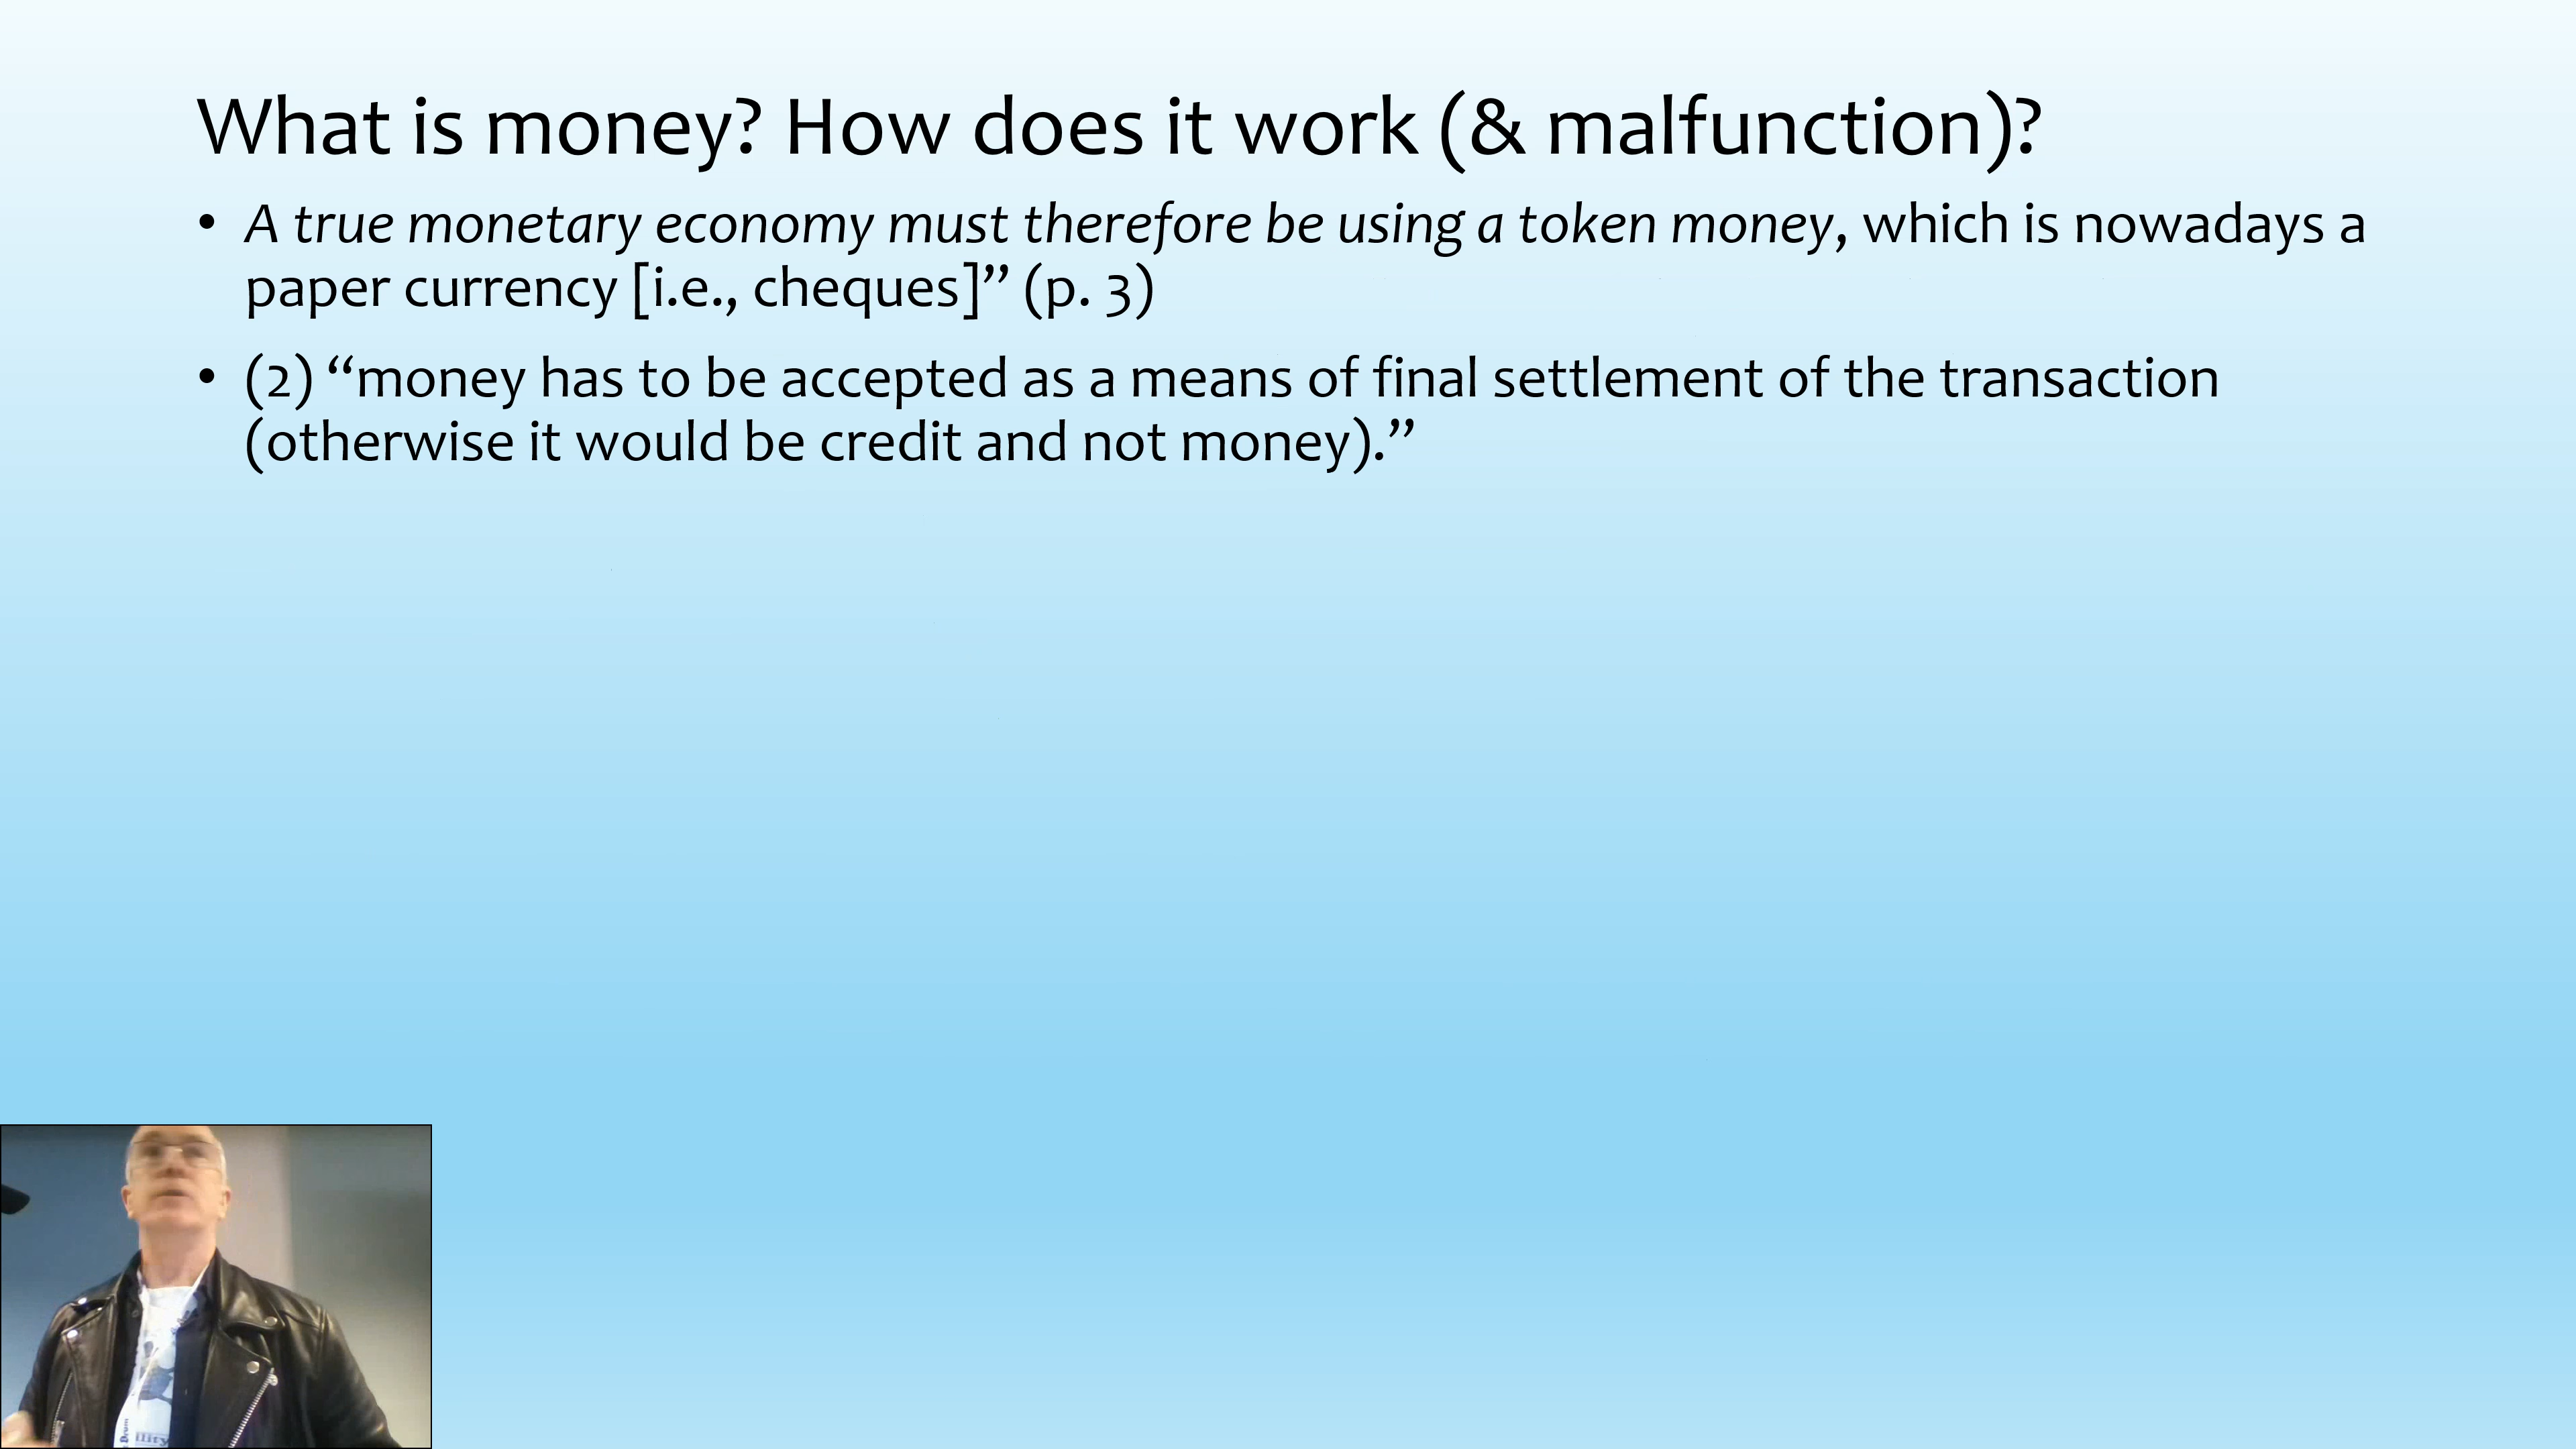 What is money? How does it work (& malfunction)?
• A true monetary economy must therefore be using a token money, which is nowadays a
paper currency [i.e., cheques]” (p. 3)
• (2) “money has to be accepted as a means of final settlement of the transaction
(otherwise it would be credit and not money).”
ility